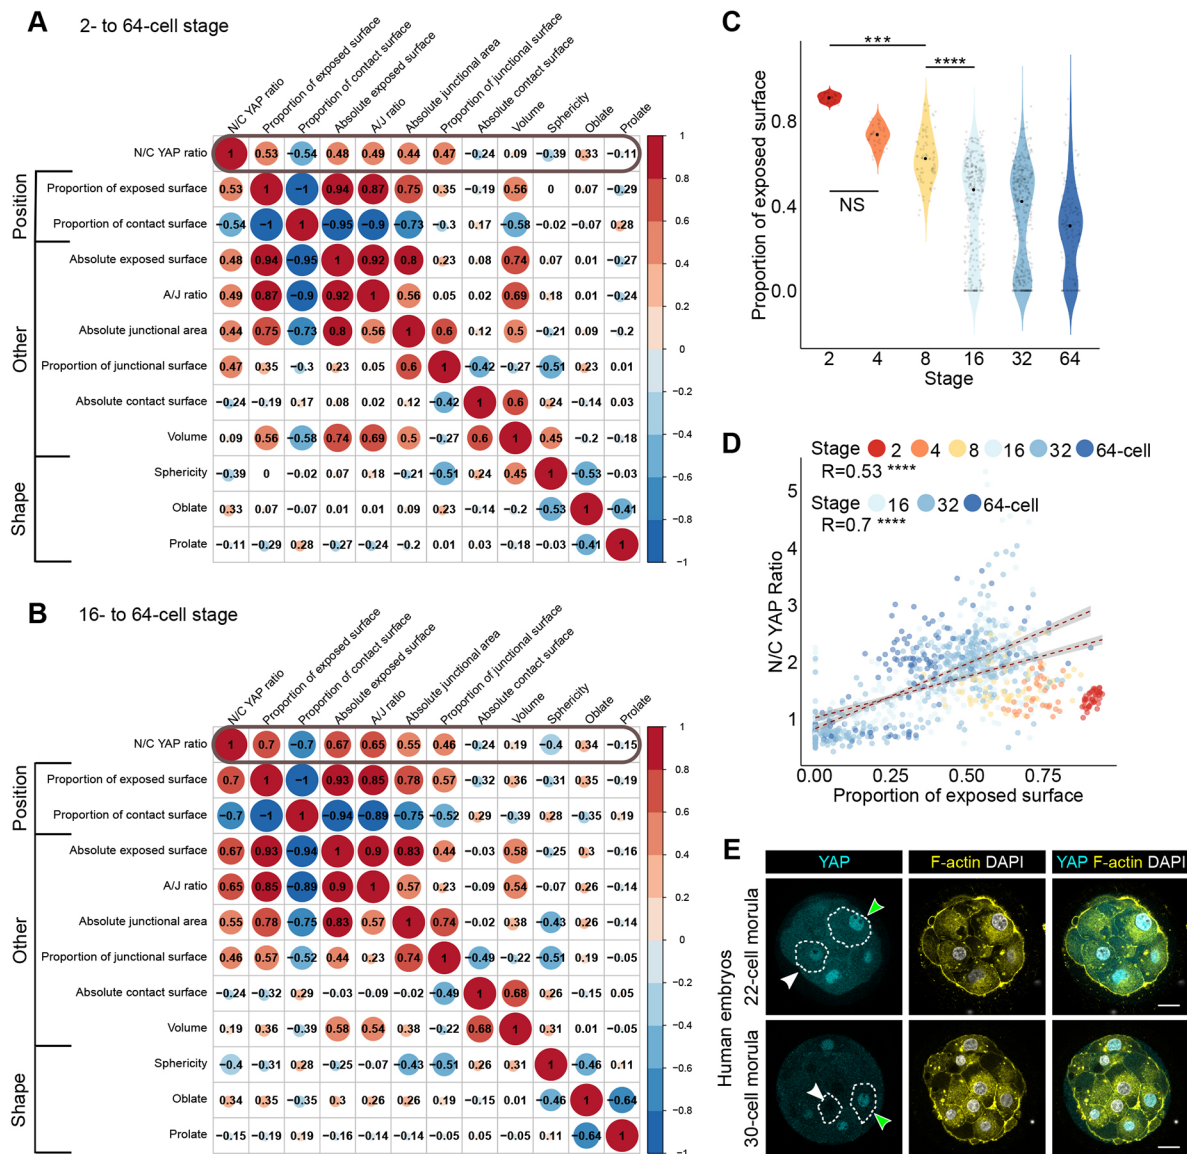 A 2- to 64-cell stage
N/C YAP ratio
Proportion of exposed surface
Proportion of contact surface
Absolute exposed surface
A/J ratio
Absolute junctional area
Proportion of junctional surface
Absolute contact surface
Volume
Sphericity
Oblate
Prolate
N/C YAP ratio 1 0.53 −0.54 0.48 0.49 0.44 0.47 −0.24 0.09 −0.39 0.33 −0.11
Position
Proportion of exposed surface 0.53 1 −1 0.94 0.87 0.75 0.35 −0.19 0.56 0 0.07 −0.29
Proportion of contact surface −0.54 −1 1 −0.95 −0.9 −0.73 −0.3 0.17 −0.58 −0.02 −0.07 0.28
Other
Absolute exposed surface 0.48 0.94 −0.95 1 0.92 0.8 0.23 0.08 0.74 0.07 0.01 −0.27
A/J ratio 0.49 0.87 −0.9 0.92 1 0.56 0.05 0.02 0.69 0.18 0.01 −0.24
Absolute junctional area 0.44 0.75 −0.73 0.8 0.56 1 0.6 0.12 0.5 −0.21 0.09 −0.2
Proportion of junctional surface 0.47 0.35 −0.3 0.23 0.05 0.6 1 −0.42 −0.27 −0.51 0.23 0.01
Absolute contact surface −0.24 −0.19 0.17 0.08 0.02 0.12 −0.42 1 0.6 0.24 −0.14 0.03
Volume 0.09 0.56 −0.58 0.74 0.69 0.5 −0.27 0.6 1 0.45 −0.2 −0.18
Shape
Sphericity −0.39 0 −0.02 0.07 0.18 −0.21 −0.51 0.24 0.45 1 −0.53 −0.03
Oblate 0.33 0.07 −0.07 0.01 0.01 0.09 0.23 −0.14 −0.2 −0.53 1 −0.41
Prolate −0.11 −0.29 0.28 −0.27 −0.24 −0.2 0.01 0.03 −0.18 −0.03 −0.41 1
1
0.8
0.6
0.4
0.2
0
−0.2
−0.4
−0.6
−0.8
−1
B 16- to 64-cell stage
N/C YAP ratio
Proportion of exposed surface
Proportion of contact surface
Absolute exposed surface
A/J ratio
Absolute junctional area
Proportion of junctional surface
Absolute contact surface
Volume
Sphericity
Oblate
Prolate
N/C YAP ratio 1 0.7 −0.7 0.67 0.65 0.55 0.46 −0.24 0.19 −0.4 0.34 −0.15
Position
Proportion of exposed surface 0.7 1 −1 0.93 0.85 0.78 0.57 −0.32 0.36 −0.31 0.35 −0.19
Proportion of contact surface −0.7 −1 1 −0.94 −0.89 −0.75 −0.52 0.29 −0.39 0.28 −0.35 0.19
Other
Absolute exposed surface 0.67 0.93 −0.94 1 0.9 0.83 0.44 −0.03 0.58 −0.25 0.3 −0.16
A/J ratio 0.65 0.85 −0.89 0.9 1 0.57 0.23 −0.09 0.54 −0.07 0.26 −0.14
Absolute junctional area 0.55 0.78 −0.75 0.83 0.57 1 0.74 −0.02 0.38 −0.43 0.26 −0.14
Proportion of junctional surface 0.46 0.57 −0.52 0.44 0.23 0.74 1 −0.49 −0.22 −0.51 0.19 −0.05
Absolute contact surface −0.24 −0.32 0.29 −0.03 −0.09 −0.02 −0.49 1 0.68 0.26 −0.15 0.05
Volume 0.19 0.36 −0.39 0.58 0.54 0.38 −0.22 0.68 1 0.31 0.01 −0.05
Shape
Sphericity −0.4 −0.31 0.28 −0.25 −0.07 −0.43 −0.51 0.26 0.31 1 −0.46 0.11
Oblate 0.34 0.35 −0.35 0.3 0.26 0.26 0.19 −0.15 0.01 −0.46 1 −0.64
Prolate −0.15 −0.19 0.19 −0.16 −0.14 −0.14 −0.05 0.05 −0.05 0.11 −0.64 1
1
0.8
0.6
0.4
0.2
0
−0.2
−0.4
−0.6
−0.8
−1
C
Proportion of exposed surface
***
****
NS
0.8
0.4
0.0
2 4 8 16 32 64
Stage
D
Stage 2 4 8 16 32 64-cell
R=0.53 ****
Stage 16 32 64-cell
R=0.7 ****
N/C YAP Ratio
5
4
3
2
1
0.00 0.25 0.50 0.75
Proportion of exposed surface
E
YAP F-actin DAPI YAP F-actin DAPI
Human embryos
22-cell morula
30-cell morula